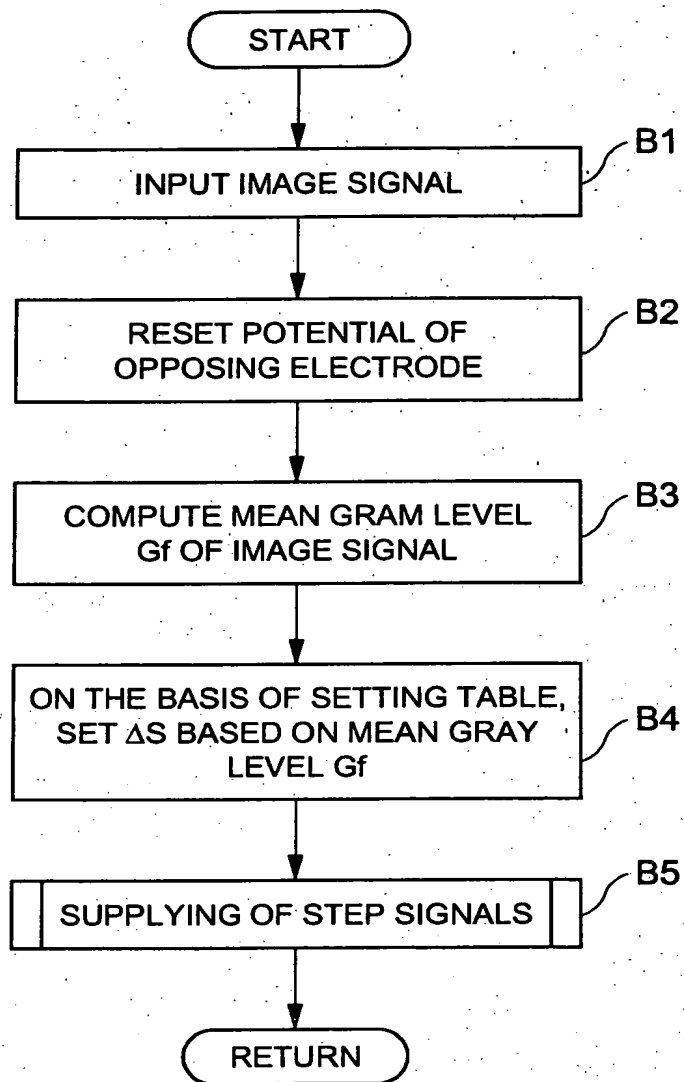 START
B1
INPUT IMAGE SIGNAL
B2
RESET POTENTIAL OF
OPPOSING ELECTRODE
B3
COMPUTE MEAN GRAM LEVEL
Gf OF IMAGE SIGNAL
ON THE BASIS OF SETTING TABLE,
SET ΔS BASED ON MEAN GRAY
LEVEL Gf
B4
B5
SUPPLYING OF STEP SIGNALS
RETURN